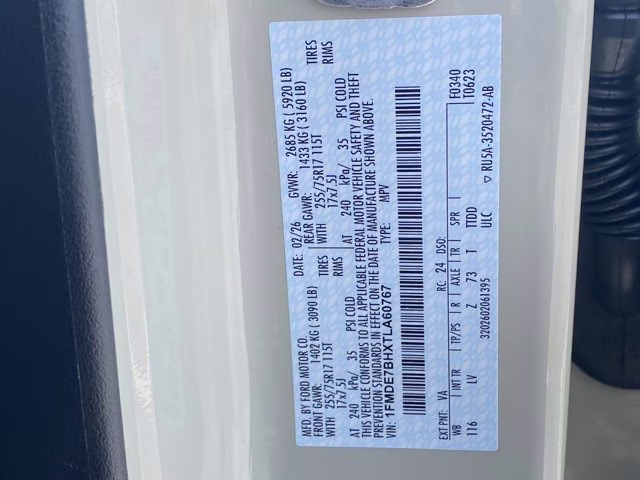 MFD. BY FORD MOTOR CO.
DATE: 02/26 GVWR: 2685 KG ( 5920 LB)
FRONT GAWR: 1402 KG ( 3090 LB) REAR GAWR: 1433 KG ( 3160 LB)
WITH 255/75R17 115T TIRES WITH 255/75R17 115T TIRES
17x7.5J RIMS 17x7.5J RIMS
AT 240 kPa/ 35 PSI COLD AT 240 kPa/ 35 PSI COLD
THIS VEHICLE CONFORMS TO ALL APPLICABLE FEDERAL MOTOR VEHICLE SAFETY AND THEFT
PREVENTION STANDARDS IN EFFECT ON THE DATE OF MANUFACTURE SHOWN ABOVE.
VIN: 1FMDE7BHXTLA60767 TYPE: MPV
F0340
T0623
EXT PNT: VA RC: 24 DSO:
WB INT TR TP/PS R AXLE TR SPR ▽ RU5A-3520472-AB
116 LV Z 73 T TTDD
3202602061395 ULC